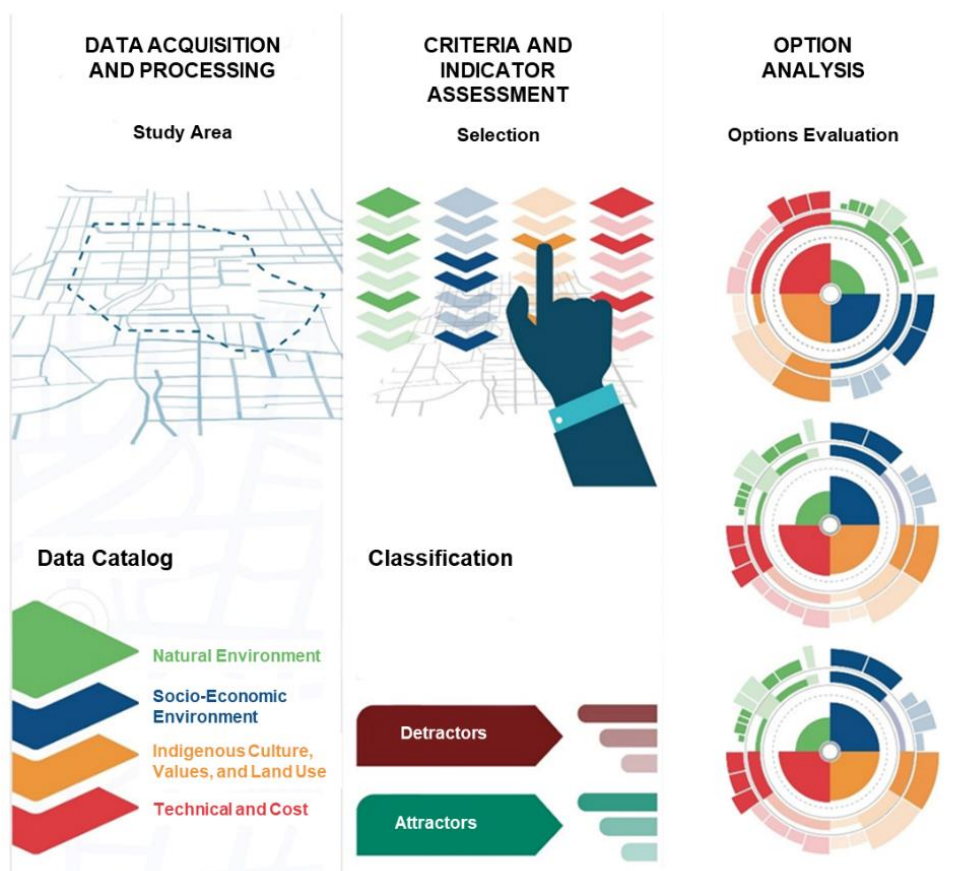 DATA ACQUISITION
AND PROCESSING
Study Area
Data Catalog
Natural Environment
Socio-Economic
Environment
Indigenous Culture,
Values, and Land Use
Technical and Cost
CRITERIA AND
INDICATOR
ASSESSMENT
Selection
Classification
Detractors
Attractors
OPTION
ANALYSIS
Options Evaluation